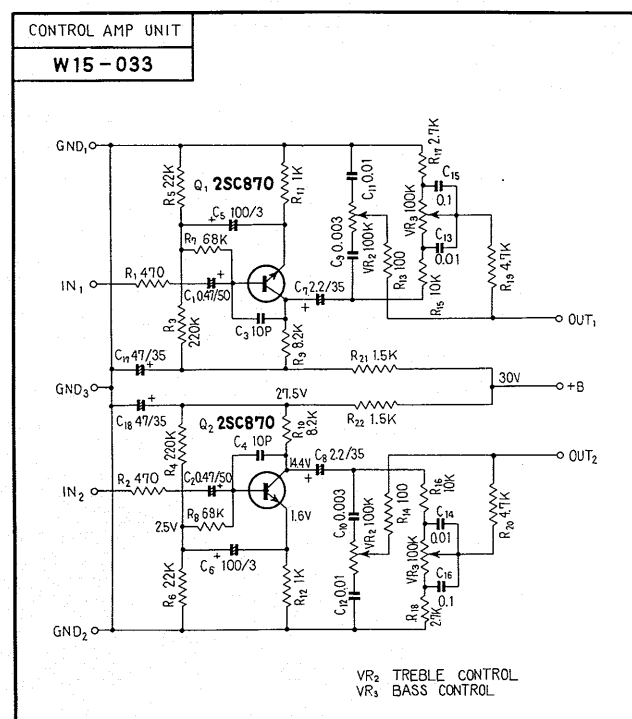 CONTROL AMP UNIT
W15-033
GND₁
R₅ 22K
Q₁ 2SC870
R₁₁ 1K
C₅ 100/3
R₇ 68K
IN₁
R₁ 470
C₁ 0.47/50
C₃ 10P
R₃ 220K
R₉ 8.2K
C₇ 2.2/35
C₁₁ 0.01
C₉ 0.003
VR₂ 100K
R₁₃ 100
R₁₇ 2.7K
C₁₅ 0.1
VR₃ 100K
C₁₃ 0.01
R₁₅ 10K
R₁₉ 4.7K
OUT₁
C₁₇ 47/35
R₂₁ 1.5K
GND₃
30V
+B
27.5V
C₁₈ 47/35
R₂₂ 1.5K
Q₂ 2SC870
R₄ 220K
C₄ 10P
R₁₀ 8.2K
14.4V
C₈ 2.2/35
OUT₂
IN₂
R₂ 470
C₂ 0.47/50
R₈ 68K
2.5V
1.6V
C₆ 100/3
R₆ 22K
R₁₂ 1K
C₁₀ 0.003
VR₂ 100K
C₁₂ 0.01
R₁₄ 100
R₁₆ 10K
C₁₄ 0.01
VR₃ 100K
C₁₆ 0.1
R₁₈ 2.7K
R₂₀ 4.7K
GND₂
VR₂ TREBLE CONTROL
VR₃ BASS CONTROL